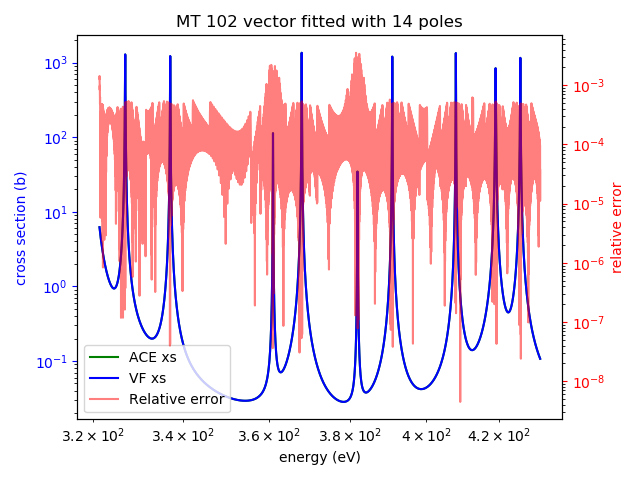 MT 102 vector fitted with 14 poles
10³
10²
10¹
10⁰
10⁻¹
cross section (b)
10⁻³
10⁻⁴
10⁻⁵
10⁻⁶
10⁻⁷
10⁻⁸
relative error
ACE xs
VF xs
Relative error
3.2 × 10² 3.4 × 10² 3.6 × 10² 3.8 × 10² 4 × 10² 4.2 × 10²
energy (eV)